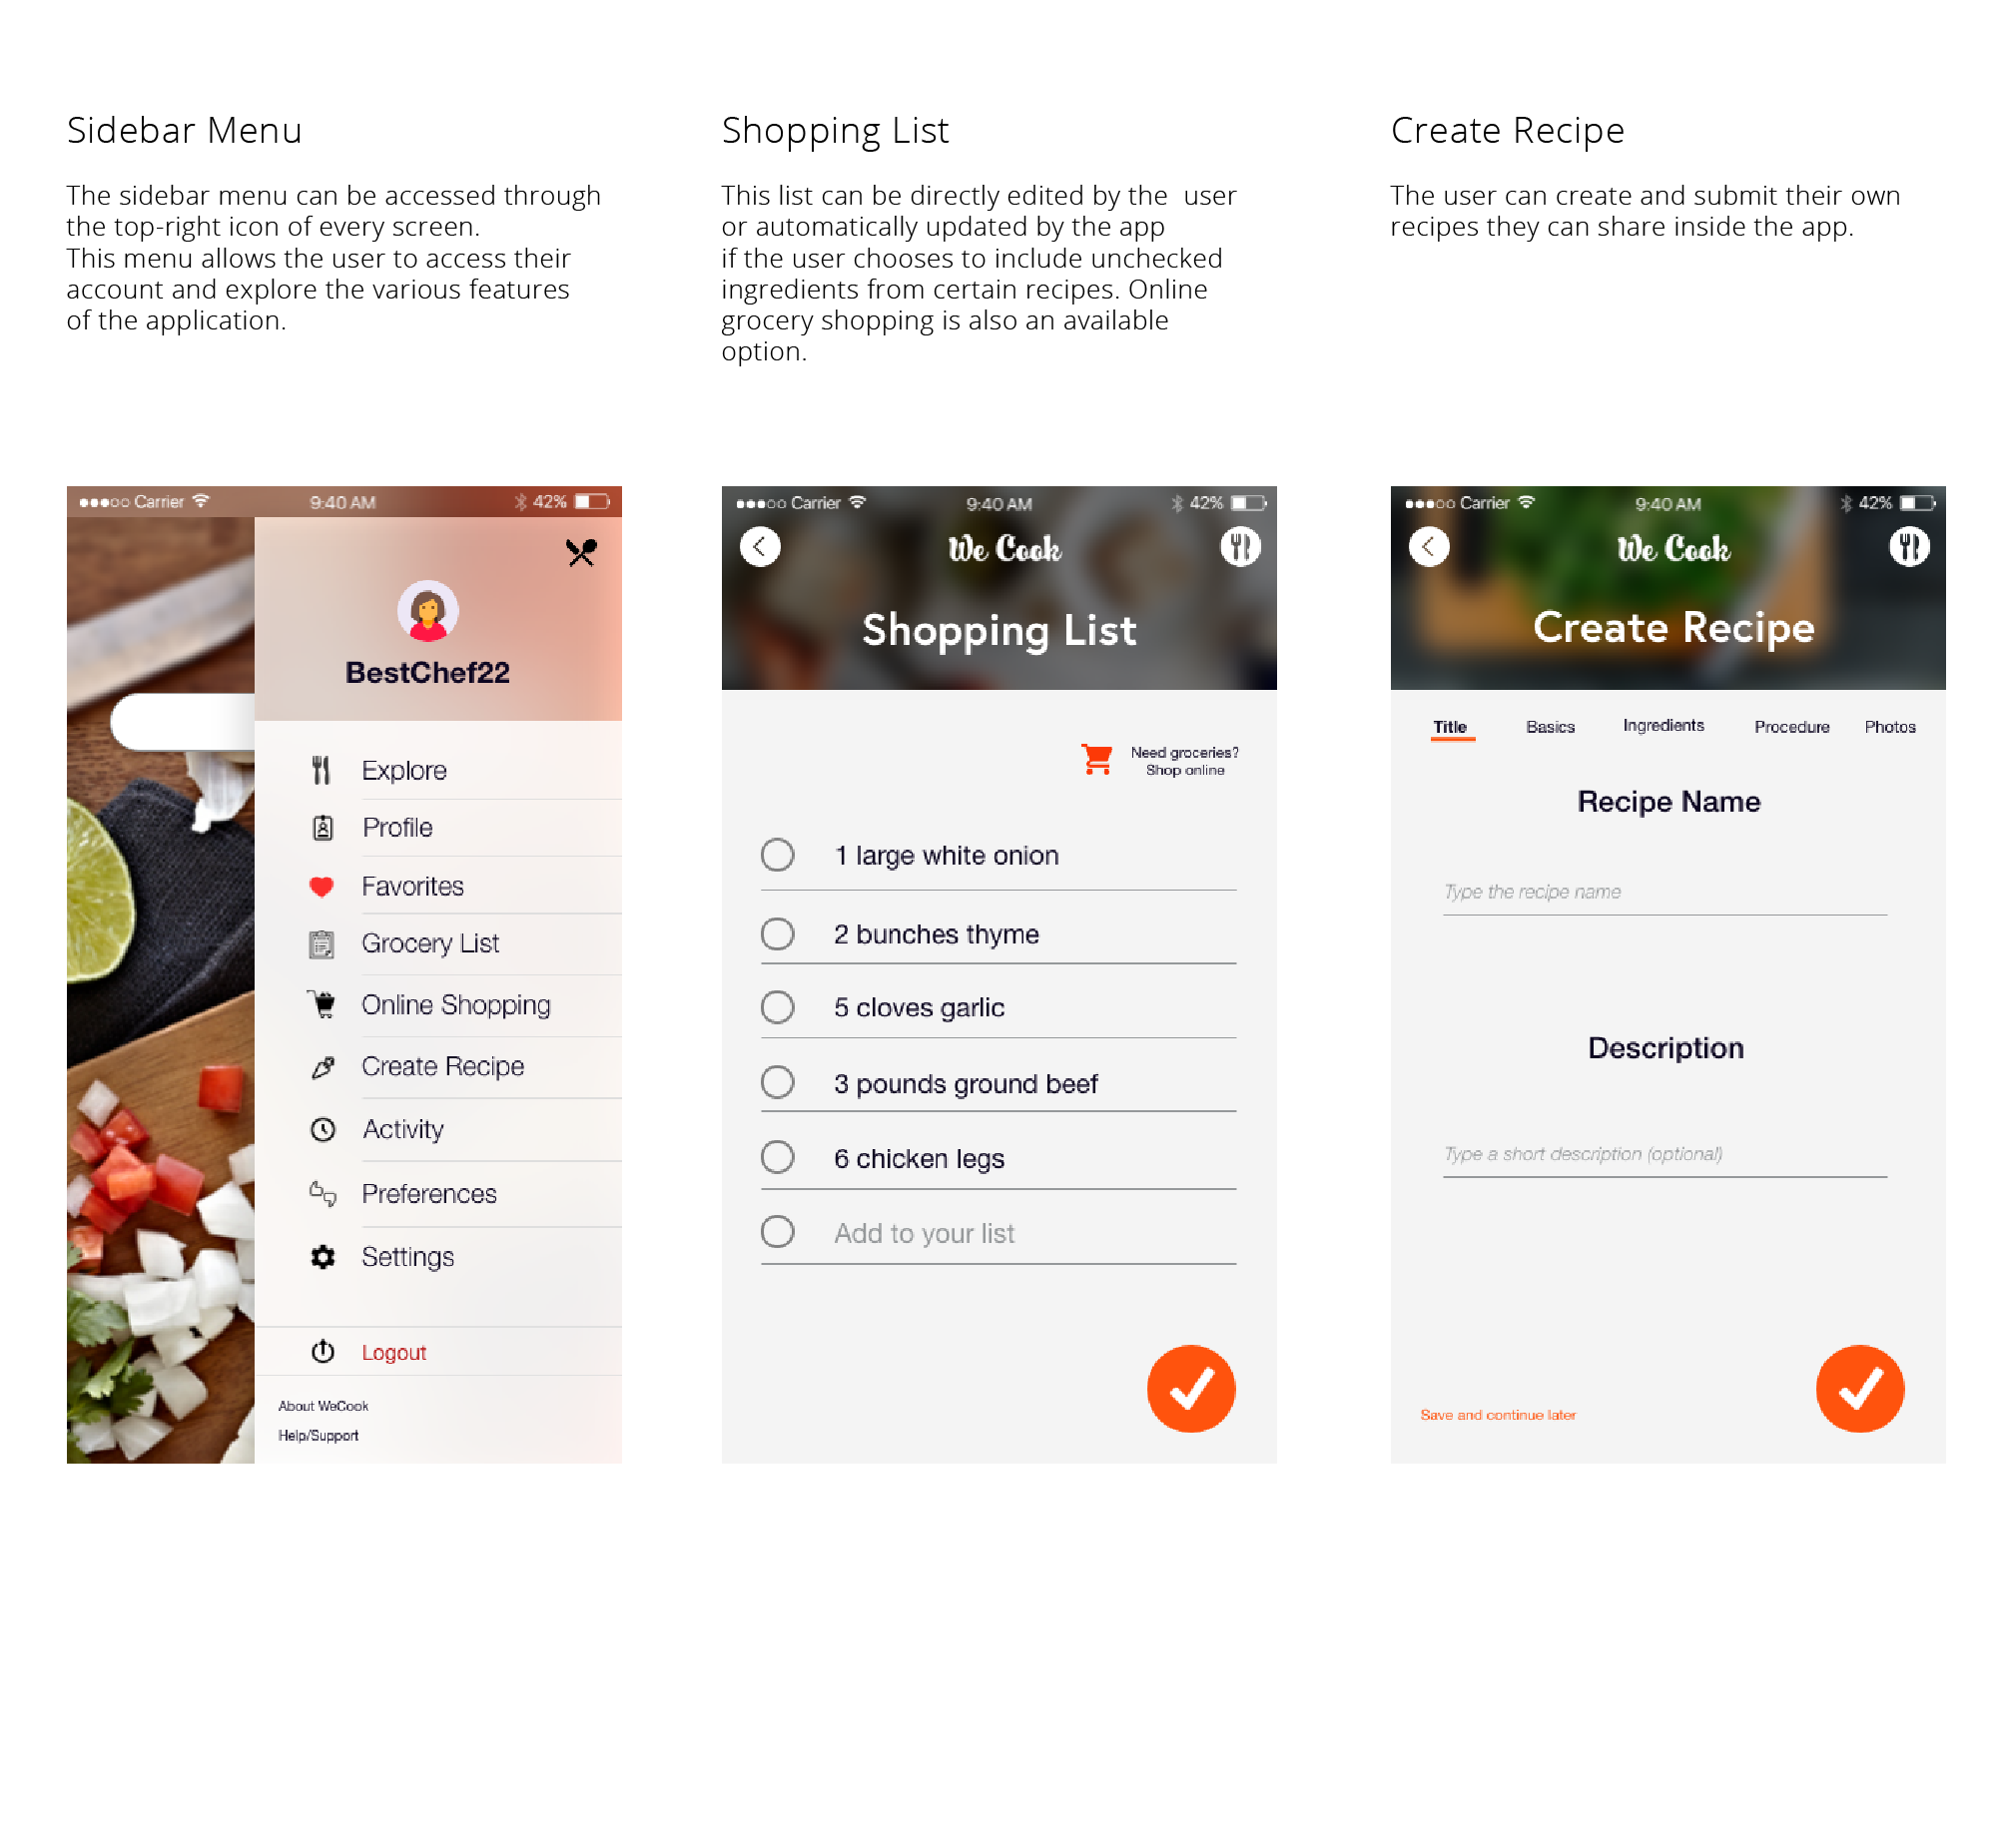 Sidebar Menu
The sidebar menu can be accessed through
the top-right icon of every screen.
This menu allows the user to access their
account and explore the various features
of the application.
Shopping List
This list can be directly edited by the  user
or automatically updated by the app
if the user chooses to include unchecked
ingredients from certain recipes. Online
grocery shopping is also an available
option.
Create Recipe
The user can create and submit their own
recipes they can share inside the app.
Carrier 9:40 AM 42%
BestChef22
Explore
Profile
Favorites
Grocery List
Online Shopping
Create Recipe
Activity
Preferences
Settings
Logout
About WeCook
Help/Support
Carrier 9:40 AM 42%
We Cook
Shopping List
Need groceries?
Shop online
1 large white onion
2 bunches thyme
5 cloves garlic
3 pounds ground beef
6 chicken legs
Add to your list
Carrier 9:40 AM 42%
We Cook
Create Recipe
Title Basics Ingredients Procedure Photos
Recipe Name
Type the recipe name
Description
Type a short description (optional)
Save and continue later